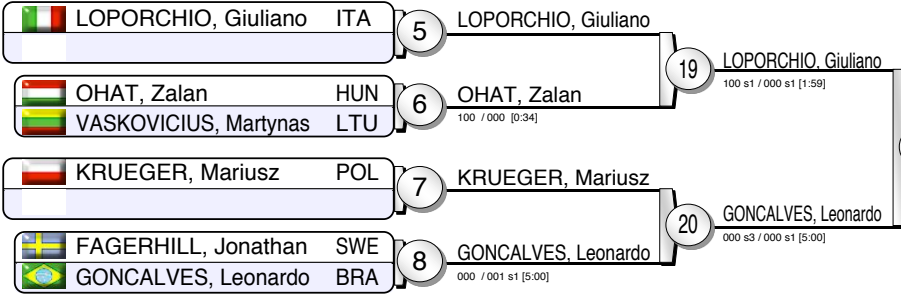 LOPORCHIO, Giuliano ITA
5
LOPORCHIO, Giuliano
19
LOPORCHIO, Giuliano
100 s1 / 000 s1 [1:59]
OHAT, Zalan HUN
VASKOVICIUS, Martynas LTU
6
OHAT, Zalan
100 / 000 [0:34]
KRUEGER, Mariusz POL
7
KRUEGER, Mariusz
20
GONCALVES, Leonardo
000 s3 / 000 s1 [5:00]
FAGERHILL, Jonathan SWE
GONCALVES, Leonardo BRA
8
GONCALVES, Leonardo
000 / 001 s1 [5:00]